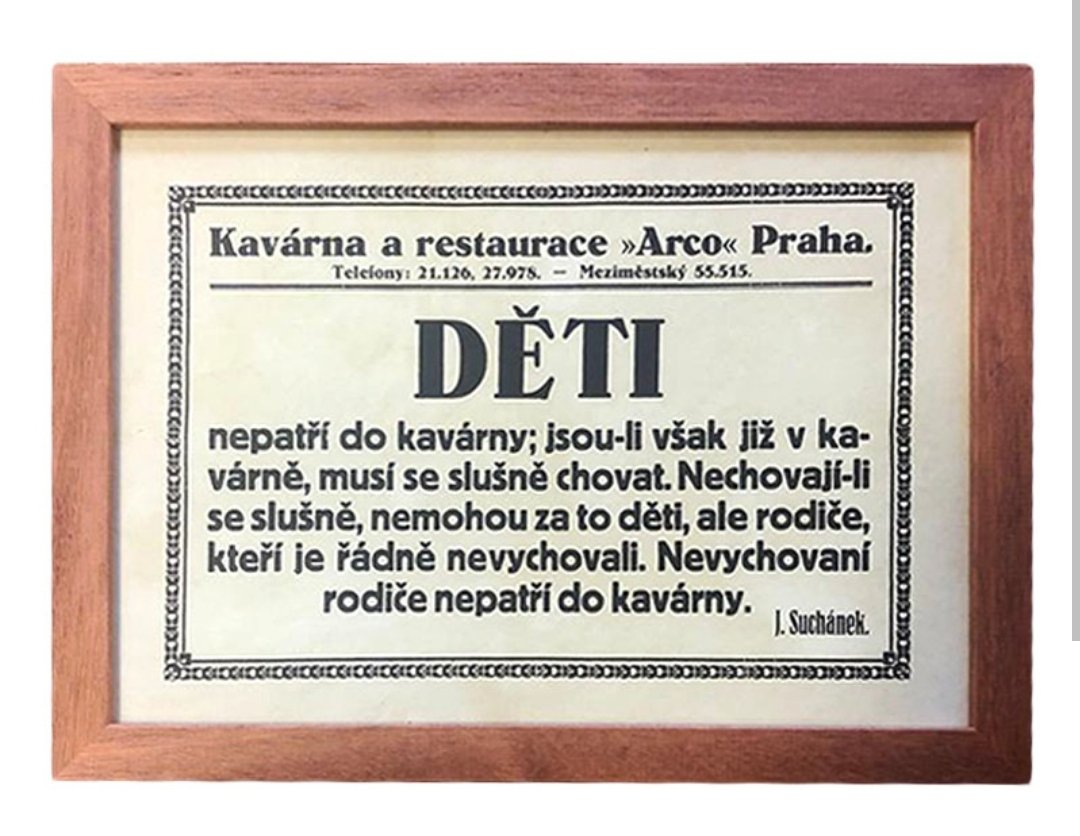 Kavárna a restaurace »Arco« Praha.
Telefony: 21.126, 27.978. — Meziměstský 55.515.
DĚTI
nepatří do kavárny; jsou-li však již v ka-
várně, musí se slušně chovat. Nechovají-li
se slušně, nemohou za to děti, ale rodiče,
kteří je řádně nevychovali. Nevychovaní
rodiče nepatří do kavárny.
J. Suchánek.